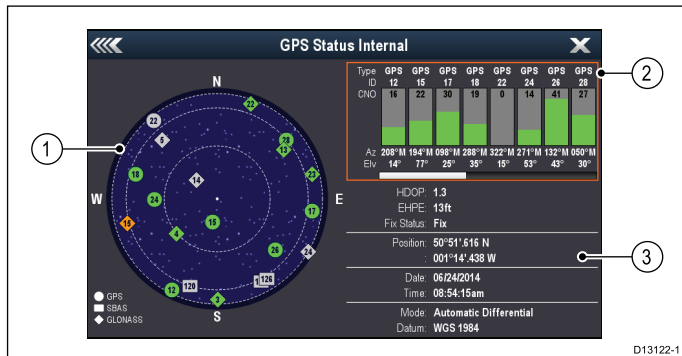 GPS Status Internal
Type GPS GPS GPS GPS GPS GPS GPS GPS
ID 12 15 17 18 22 24 26 28
CNO 16 22 30 19 0 14 41 27
Az 208°M 194°M 098°M 288°M 322°M 271°M 132°M 050°M
Elv 14° 77° 25° 35° 15° 53° 43° 30°
1
2
3
N
22
22
5
28
13
18
14
23
W
24
17
E
15
15
4
26
24
12
120
126
3
S
GPS
SBAS
GLONASS
HDOP: 1.3
EHPE: 13ft
Fix Status: Fix
Position: 50°51'.616 N
: 001°14'.438 W
Date: 06/24/2014
Time: 08:54:15am
Mode: Automatic Differential
Datum: WGS 1984
D13122-1